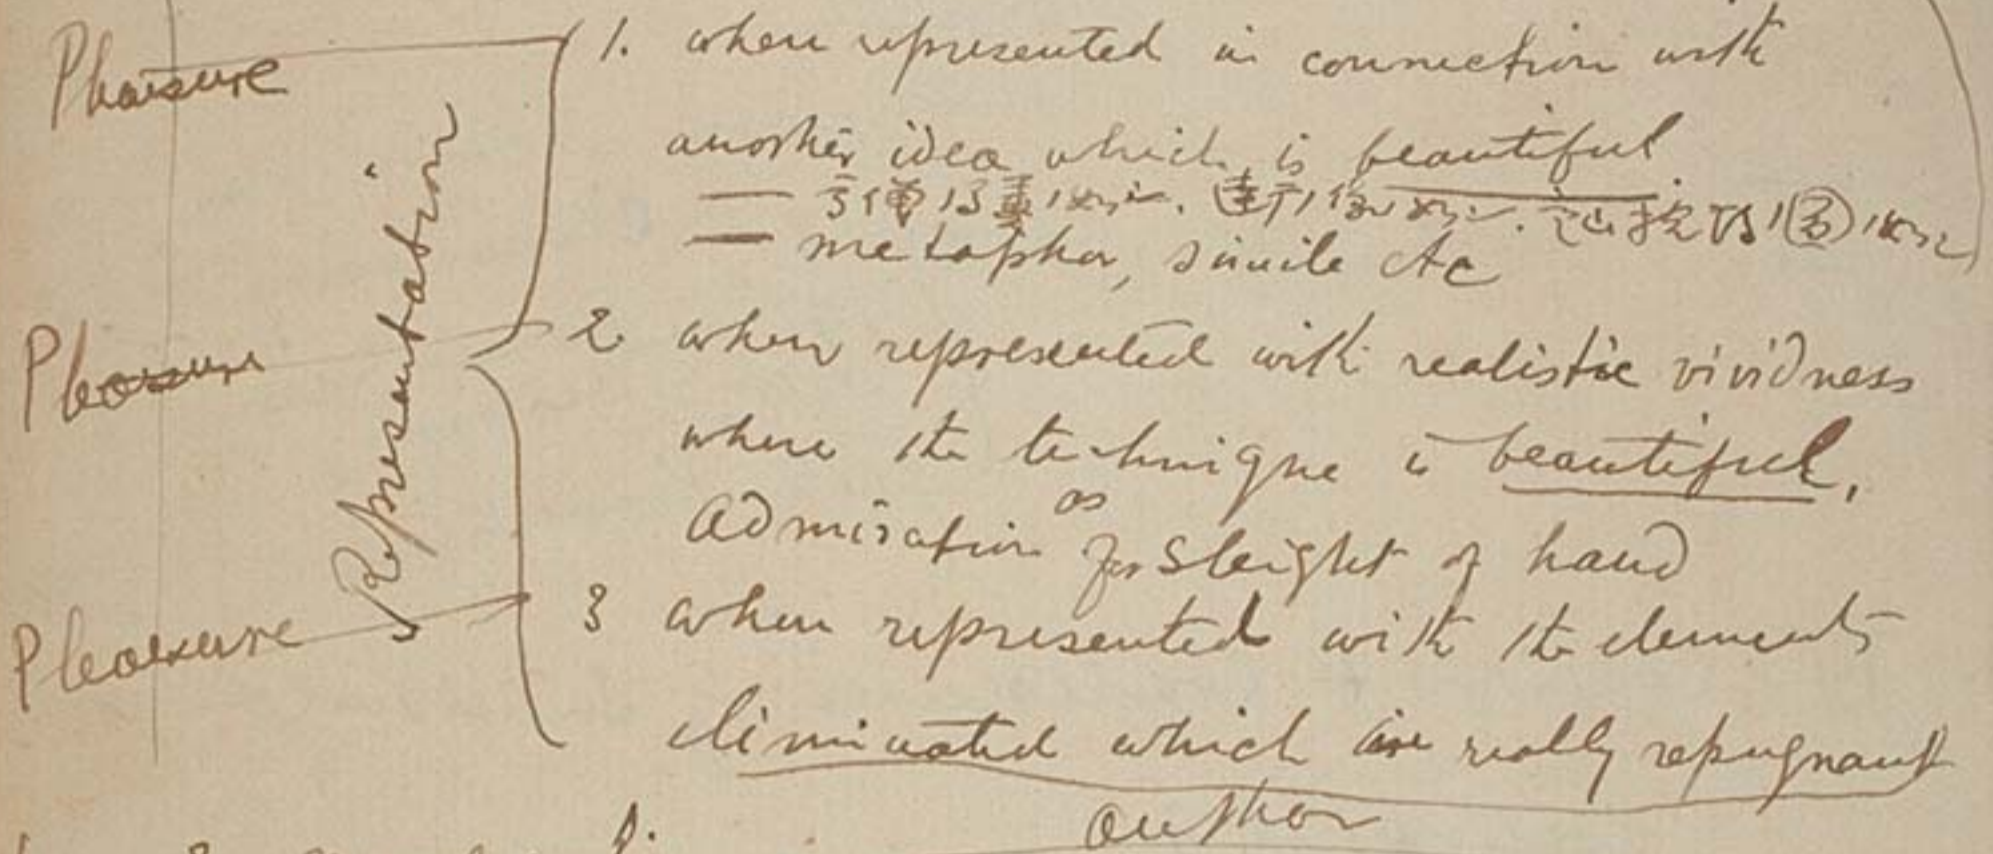 Pleasure
Representation
1. when represented in connection with
another idea which is beautiful
— metaphor, simile etc
Pleasure
2 when represented with realistic vividness
where the technique is beautiful,
Admiration as for sleight of hand
Pleasure
3 when represented with the elements
eliminated which are really repugnant
author